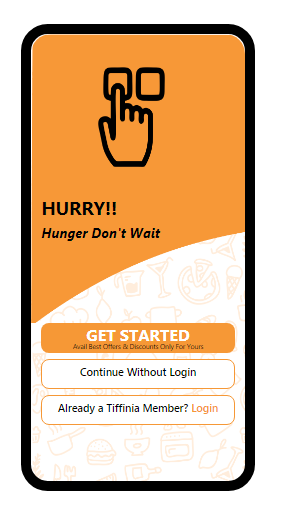 HURRY!!
Hunger Don't Wait
GET STARTED
Avail Best Offers & Discounts Only For Yours
Continue Without Login
Already a Tiffinia Member? Login